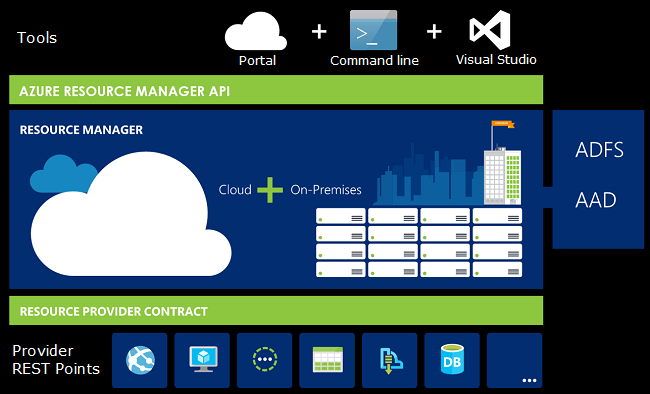 Tools
Portal
Command line
Visual Studio
AZURE RESOURCE MANAGER API
RESOURCE MANAGER
Cloud
On-Premises
ADFS
AAD
RESOURCE PROVIDER CONTRACT
Provider
REST Points
DB
...